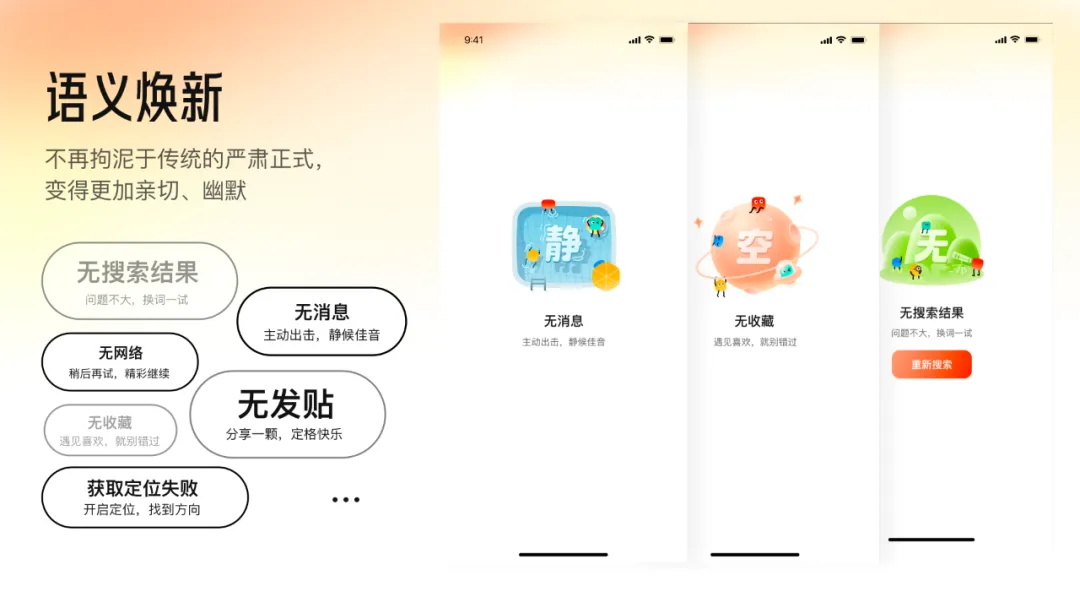 语义焕新
不再拘泥于传统的严肃正式，
变得更加亲切、幽默
无搜索结果
问题不大，换词一试
无消息
主动出击，静候佳音
无网络
稍后再试，精彩继续
无发贴
分享一颗，定格快乐
无收藏
遇见喜欢，就别错过
获取定位失败
开启定位，找到方向
•••
9:41
静
无消息
主动出击，静候佳音
空
无收藏
遇见喜欢，就别错过
无
无搜索结果
问题不大，换词一试
重新搜索